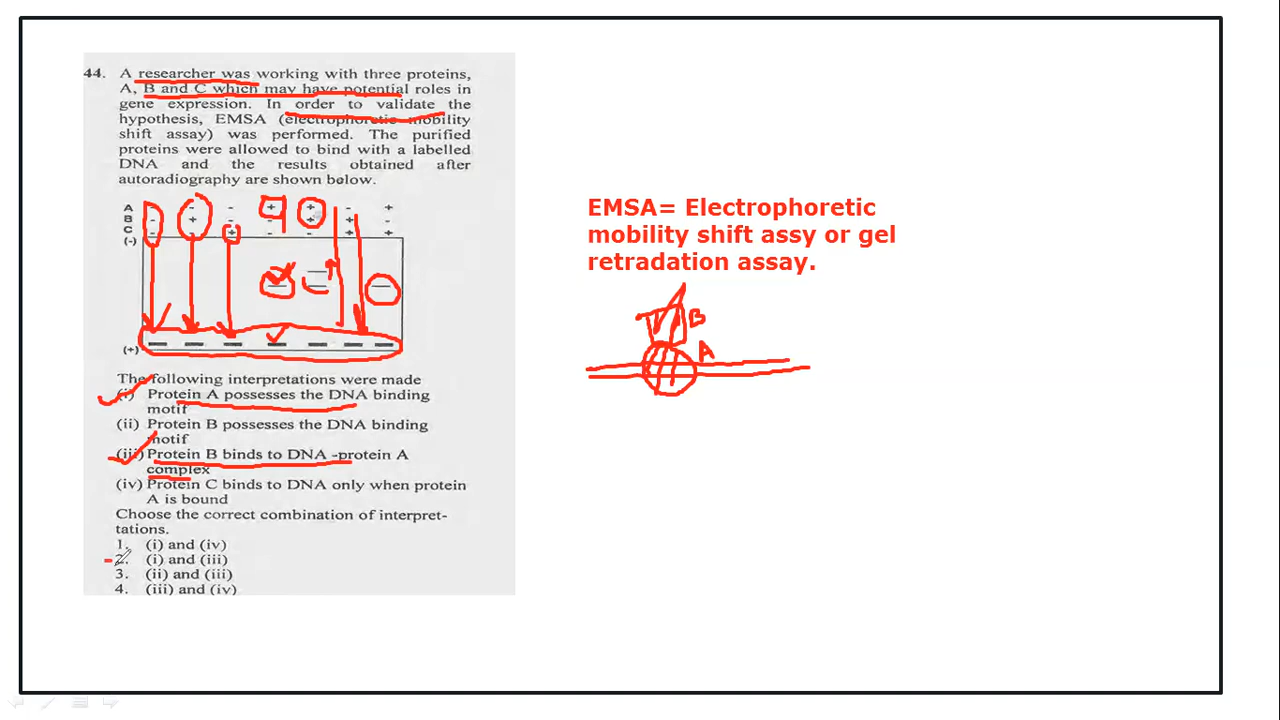 44. A researcher was working with three proteins,
A, B and C which may have potential roles in
gene expression. In order to validate the
hypothesis, EMSA (electrophoretic mobility
shift assay) was performed. The purified
proteins were allowed to bind with a labelled
DNA and the results obtained after
autoradiography are shown below.
A - - - + + - +
B - + - - + + -
C - - + - - + +
(-)
(+)
The following interpretations were made
(i) Protein A possesses the DNA binding
motif
(ii) Protein B possesses the DNA binding
motif
(iii) Protein B binds to DNA -protein A
complex
(iv) Protein C binds to DNA only when protein
A is bound
Choose the correct combination of interpret-
tations.
1. (i) and (iv)
2. (i) and (iii)
3. (ii) and (iii)
4. (iii) and (iv)
EMSA= Electrophoretic
mobility shift assy or gel
retradation assay.
B
A